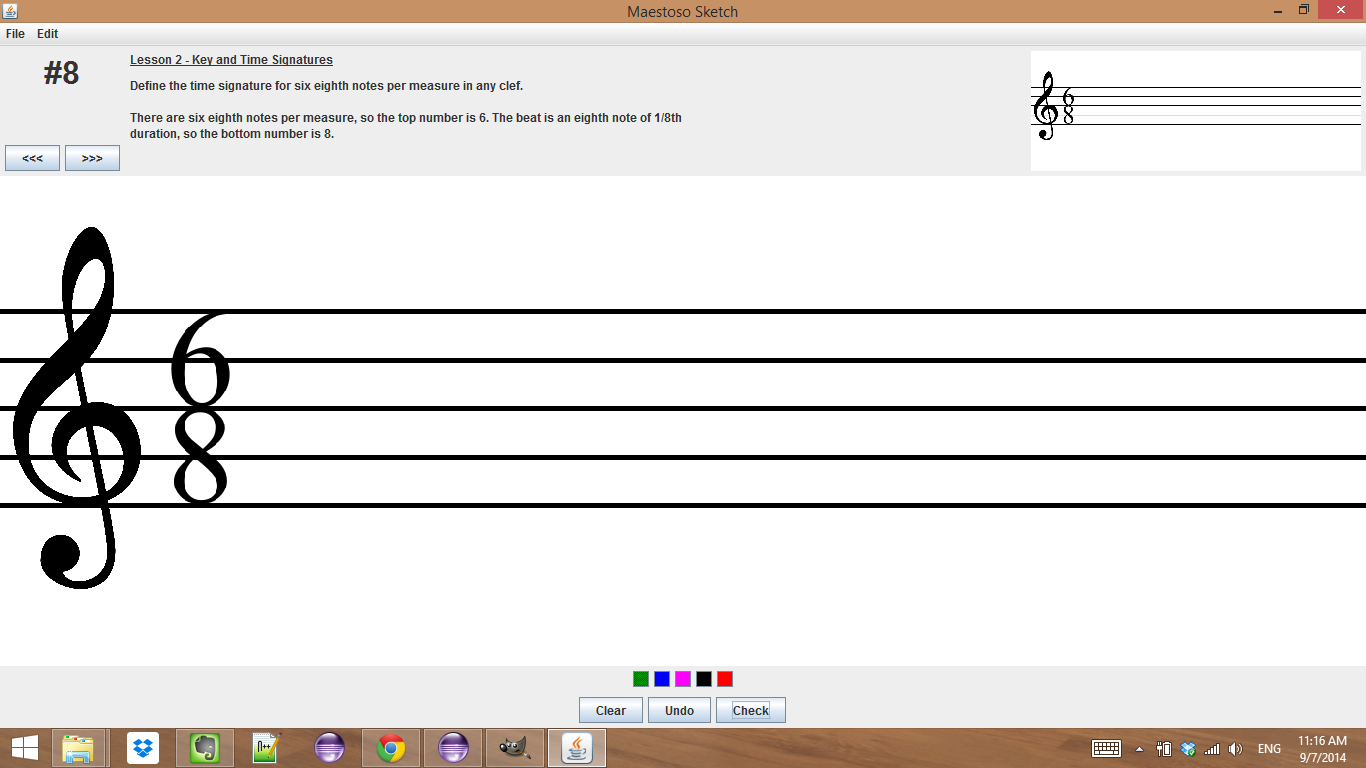 Maestoso Sketch
File Edit
#8
Lesson 2 - Key and Time Signatures
Define the time signature for six eighth notes per measure in any clef.
There are six eighth notes per measure, so the top number is 6. The beat is an eighth note of 1/8th
duration, so the bottom number is 8.
<<< >>>
6
8
6
8
Clear Undo Check
ENG
11:16 AM
9/7/2014